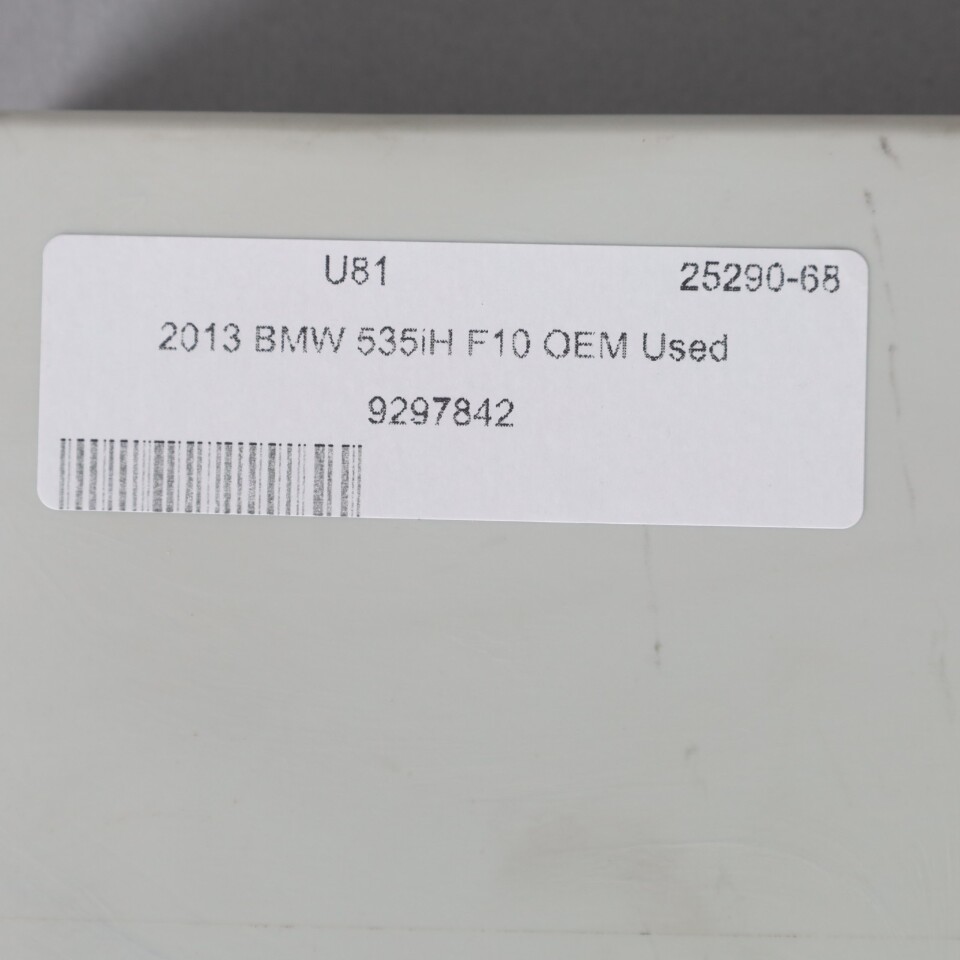 U81 25290-68
2013 BMW 535iH F10 OEM Used
9297842